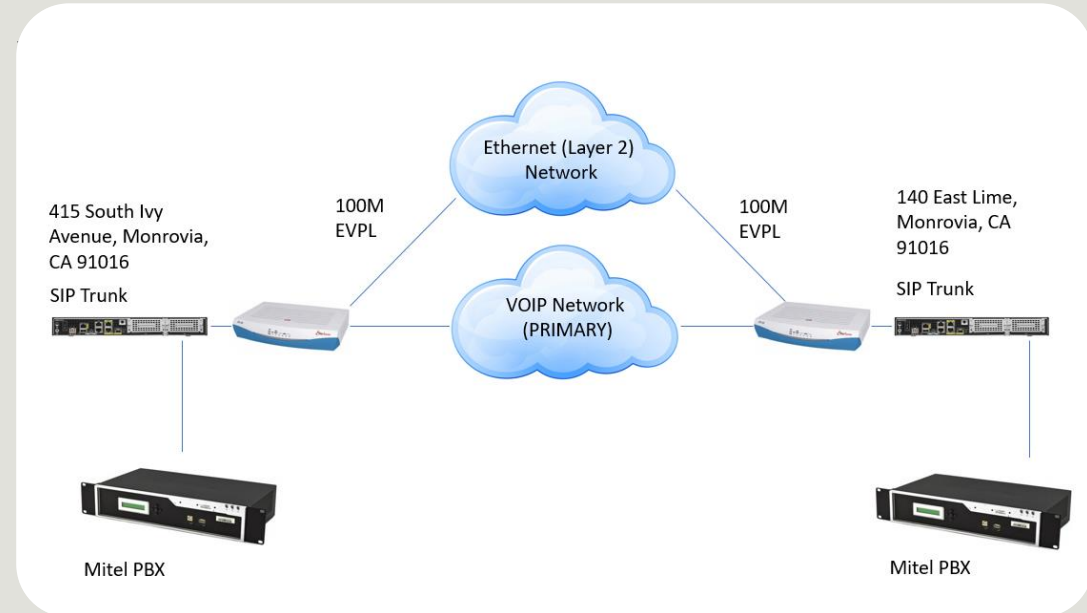 Ethernet (Layer 2)
Network
415 South Ivy
Avenue, Monrovia,
CA 91016
SIP Trunk
100M
EVPL
100M
EVPL
140 East Lime,
Monrovia, CA
91016
SIP Trunk
VOIP Network
(PRIMARY)
Mitel PBX
Mitel PBX